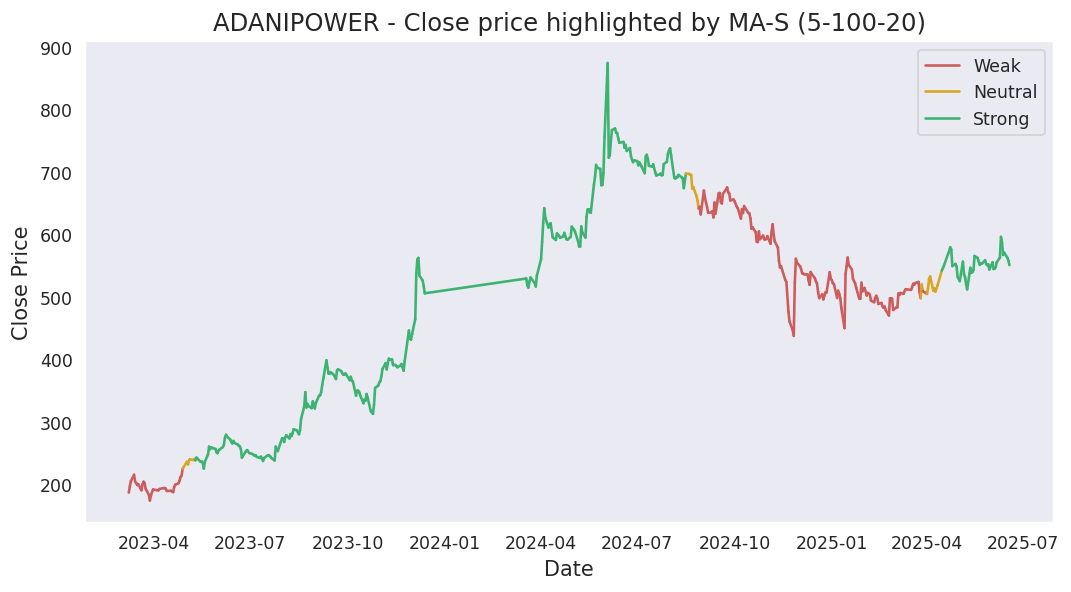 ADANIPOWER - Close price highlighted by MA-S (5-100-20)
Weak
Neutral
Strong
Close Price
900
800
700
600
500
400
300
200
2023-04 2023-07 2023-10 2024-01 2024-04 2024-07 2024-10 2025-01 2025-04 2025-07
Date